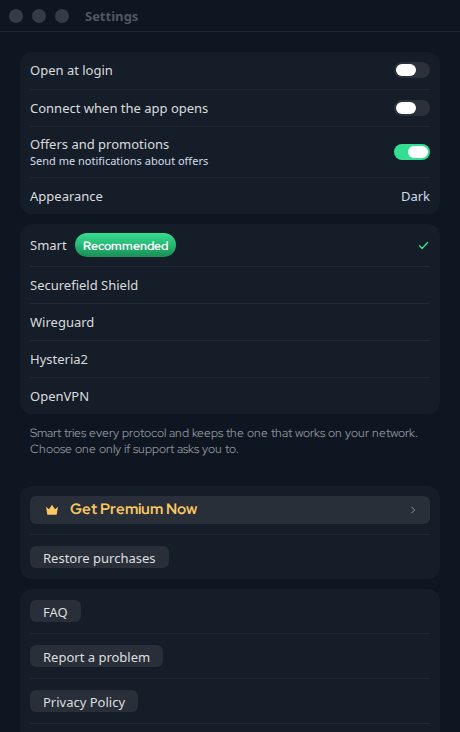 Settings
Open at login
Connect when the app opens
Offers and promotions
Send me notifications about offers
Appearance Dark
Smart Recommended
Securefield Shield
Wireguard
Hysteria2
OpenVPN
Smart tries every protocol and keeps the one that works on your network.
Choose one only if support asks you to.
Get Premium Now
Restore purchases
FAQ
Report a problem
Privacy Policy